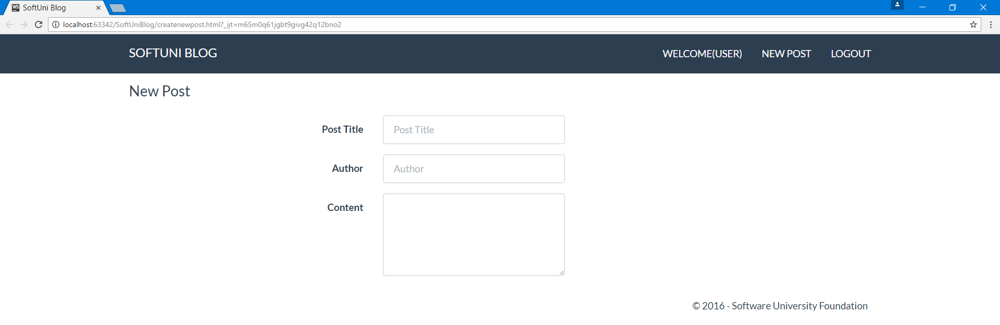 SoftUni Blog
localhost:63342/SoftUniBlog/createnewpost.html?_ijt=m65m0q61jgbt9givg42q12bno2
SOFTUNI BLOG WELCOME(USER) NEW POST LOGOUT
New Post
Post Title Post Title
Author Author
Content
© 2016 - Software University Foundation